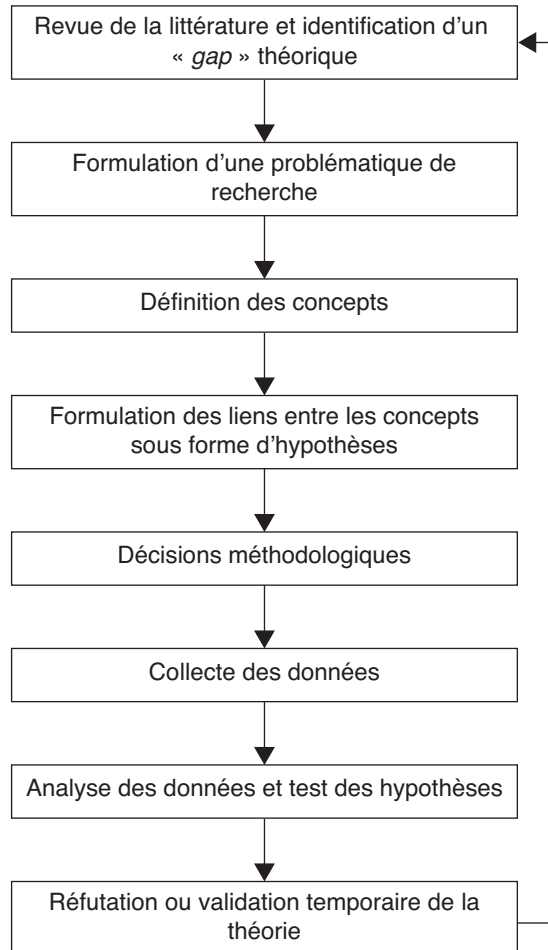 Revue de la littérature et identification d'un
« gap » théorique
Formulation d'une problématique de
recherche
Définition des concepts
Formulation des liens entre les concepts
sous forme d'hypothèses
Décisions méthodologiques
Collecte des données
Analyse des données et test des hypothèses
Réfutation ou validation temporaire de la
théorie